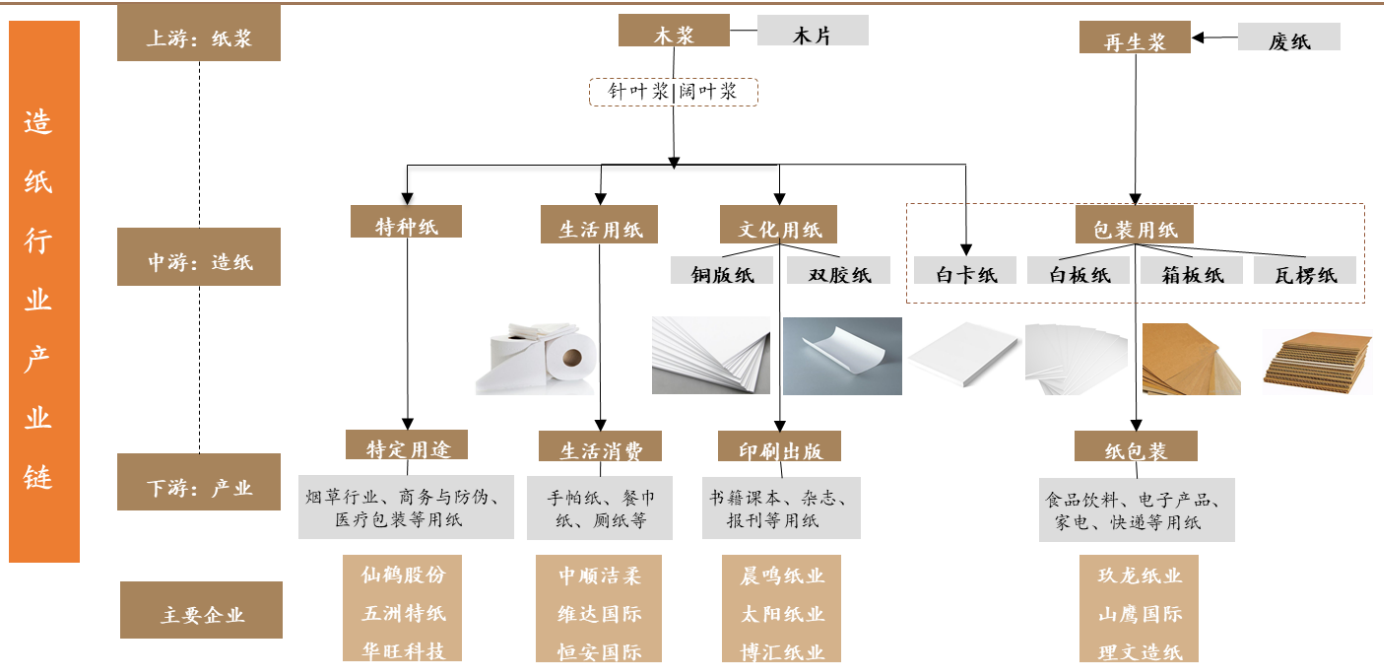 造纸行业产业链
上游：纸浆
木浆
木片
再生浆
废纸
针叶浆|阔叶浆
中游：造纸
特种纸
生活用纸
文化用纸
包装用纸
铜版纸
双胶纸
白卡纸
白板纸
箱板纸
瓦楞纸
下游：产业
特定用途
生活消费
印刷出版
纸包装
烟草行业、商务与防伪、
医疗包装等用纸
手帕纸、餐巾
纸、厕纸等
书籍课本、杂志、
报刊等用纸
食品饮料、电子产品、
家电、快递等用纸
主要企业
仙鹤股份
五洲特纸
华旺科技
中顺洁柔
维达国际
恒安国际
晨鸣纸业
太阳纸业
博汇纸业
玖龙纸业
山鹰国际
理文造纸